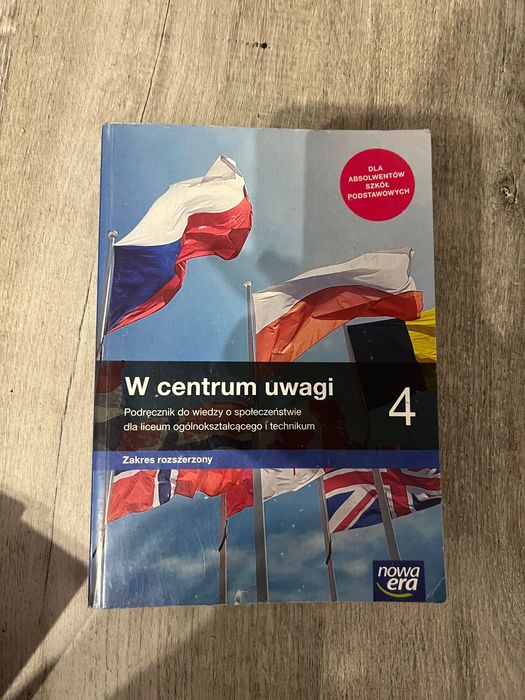 DLA
ABSOLWENTÓW
SZKÓŁ
PODSTAWOWYCH
W centrum uwagi
Podręcznik do wiedzy o społeczeństwie
dla liceum ogólnokształcącego i technikum
4
Zakres rozszerzony
nowa
era